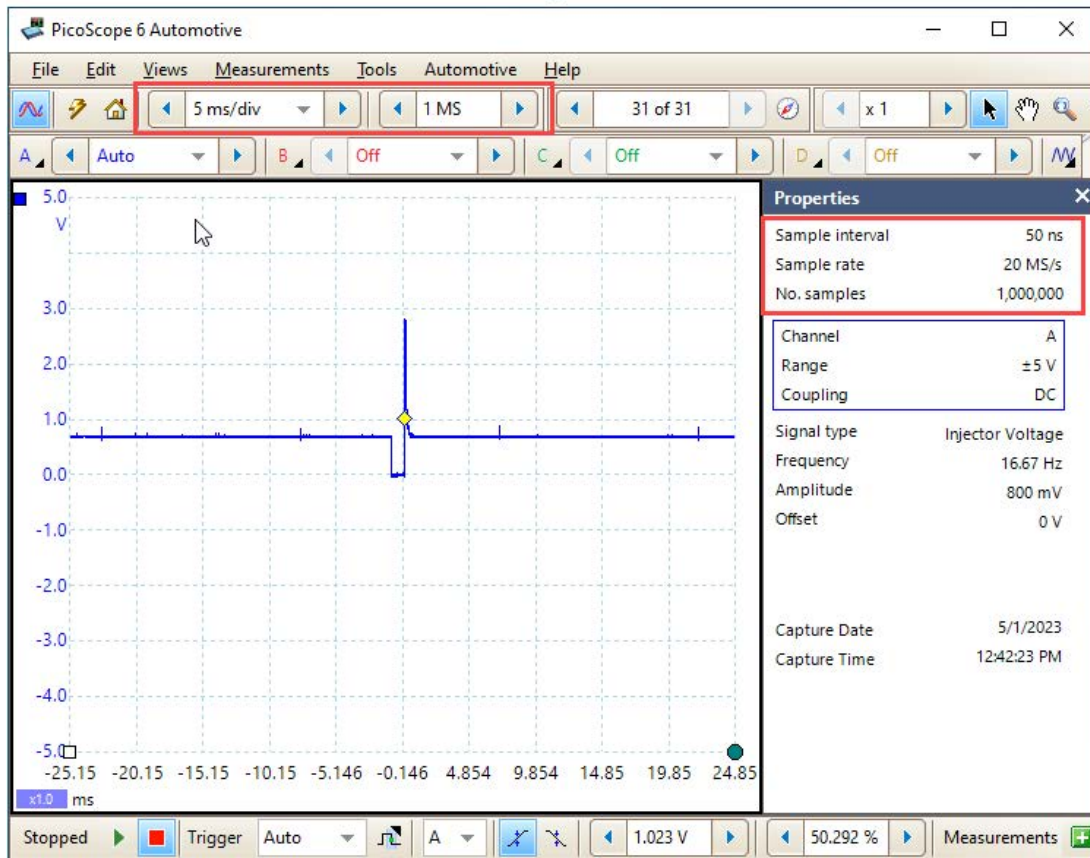 PicoScope 6 Automotive
File Edit Views Measurements Tools Automotive Help
5 ms/div 1 MS 31 of 31 x 1
A Auto B Off C Off D Off
Properties
Sample interval 50 ns
Sample rate 20 MS/s
No. samples 1,000,000
Channel A
Range ±5 V
Coupling DC
Signal type Injector Voltage
Frequency 16.67 Hz
Amplitude 800 mV
Offset 0 V
Capture Date 5/1/2023
Capture Time 12:42:23 PM
5.0
V
3.0
2.0
1.0
0.0
-1.0
-2.0
-3.0
-4.0
-5.0
-25.15 -20.15 -15.15 -10.15 -5.146 -0.146 4.854 9.854 14.85 19.85 24.85
x1.0 ms
Stopped Trigger Auto A 1.023 V 50.292 % Measurements